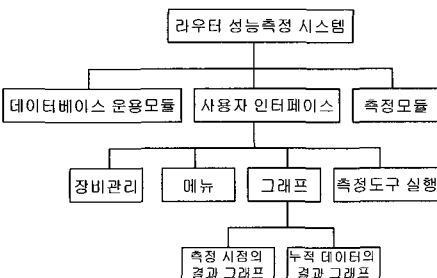 라우터 성능측정 시스템
데이터베이스 운용모듈
사용자 인터페이스
측정모듈
장비관리
메뉴
그래프
측정도구 실행
측정 시점의
결과 그래프
누적 데이터의
결과 그래프